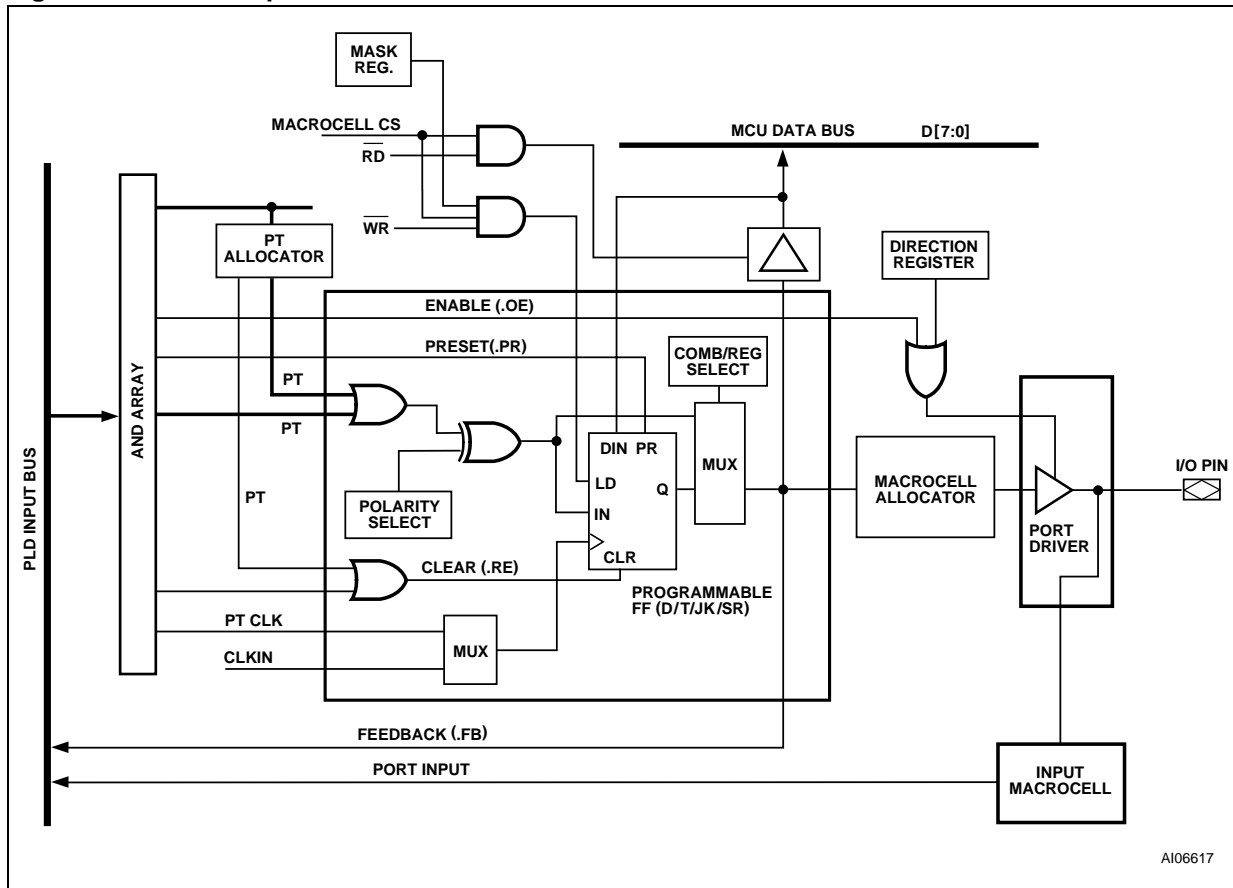 MASK
REG.
MACROCELL CS
RD
WR
MCU DATA BUS
D[7:0]
PT
ALLOCATOR
DIRECTION
REGISTER
ENABLE (.OE)
PRESET(.PR)
COMB/REG
SELECT
PT
PT
AND ARRAY
PLD INPUT BUS
DIN PR
MUX
LD
Q
IN
CLR
POLARITY
SELECT
MACROCELL
ALLOCATOR
I/O PIN
PORT
DRIVER
PT
CLEAR (.RE)
PROGRAMMABLE
FF (D/T/JK/SR)
PT CLK
MUX
CLKIN
FEEDBACK (.FB)
PORT INPUT
INPUT
MACROCELL
AI06617